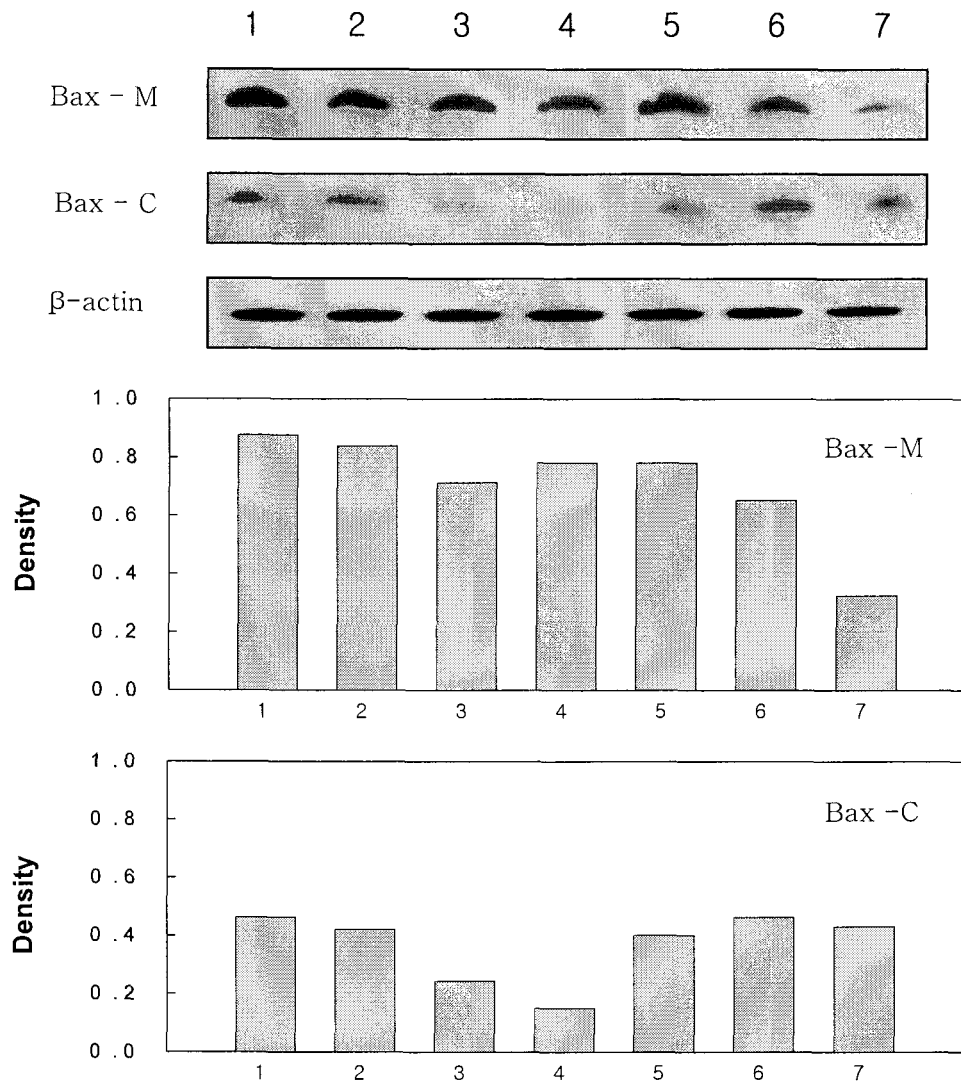 1 2 3 4 5 6 7
Bax - M
Bax - C
β-actin
1 . 0
0 . 8
0 . 6
0 . 4
0 . 2
0 . 0
Density
Bax -M
1 2 3 4 5 6 7
1 . 0
0 . 8
0 . 6
0 . 4
0 . 2
0 . 0
Density
Bax -C
1 2 3 4 5 6 7